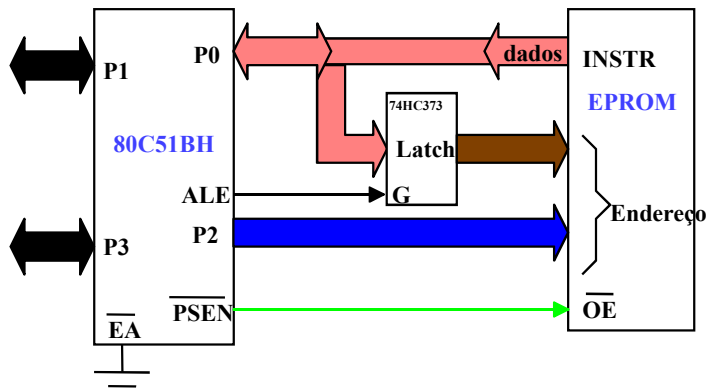 P0
dados
INSTR
P1
EPROM
74HC373
80C51BH
Latch
ALE
G
Endereço
P2
P3
PSEN
OE
EA